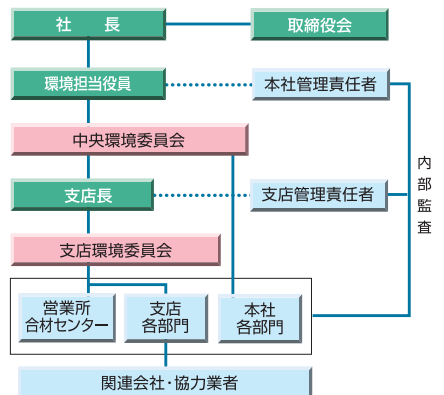 社　長
取締役会
環境担当役員
本社管理責任者
中央環境委員会
支店長
支店管理責任者
内部監査
支店環境委員会
営業所
合材センター
支店
各部門
本社
各部門
関連会社・協力業者